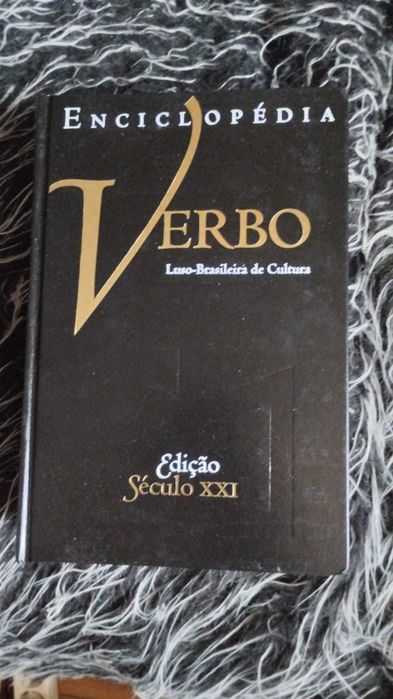 ENCICLOPÉDIA
VERBO
Luso-Brasileira de Cultura
Edição
Século XXI